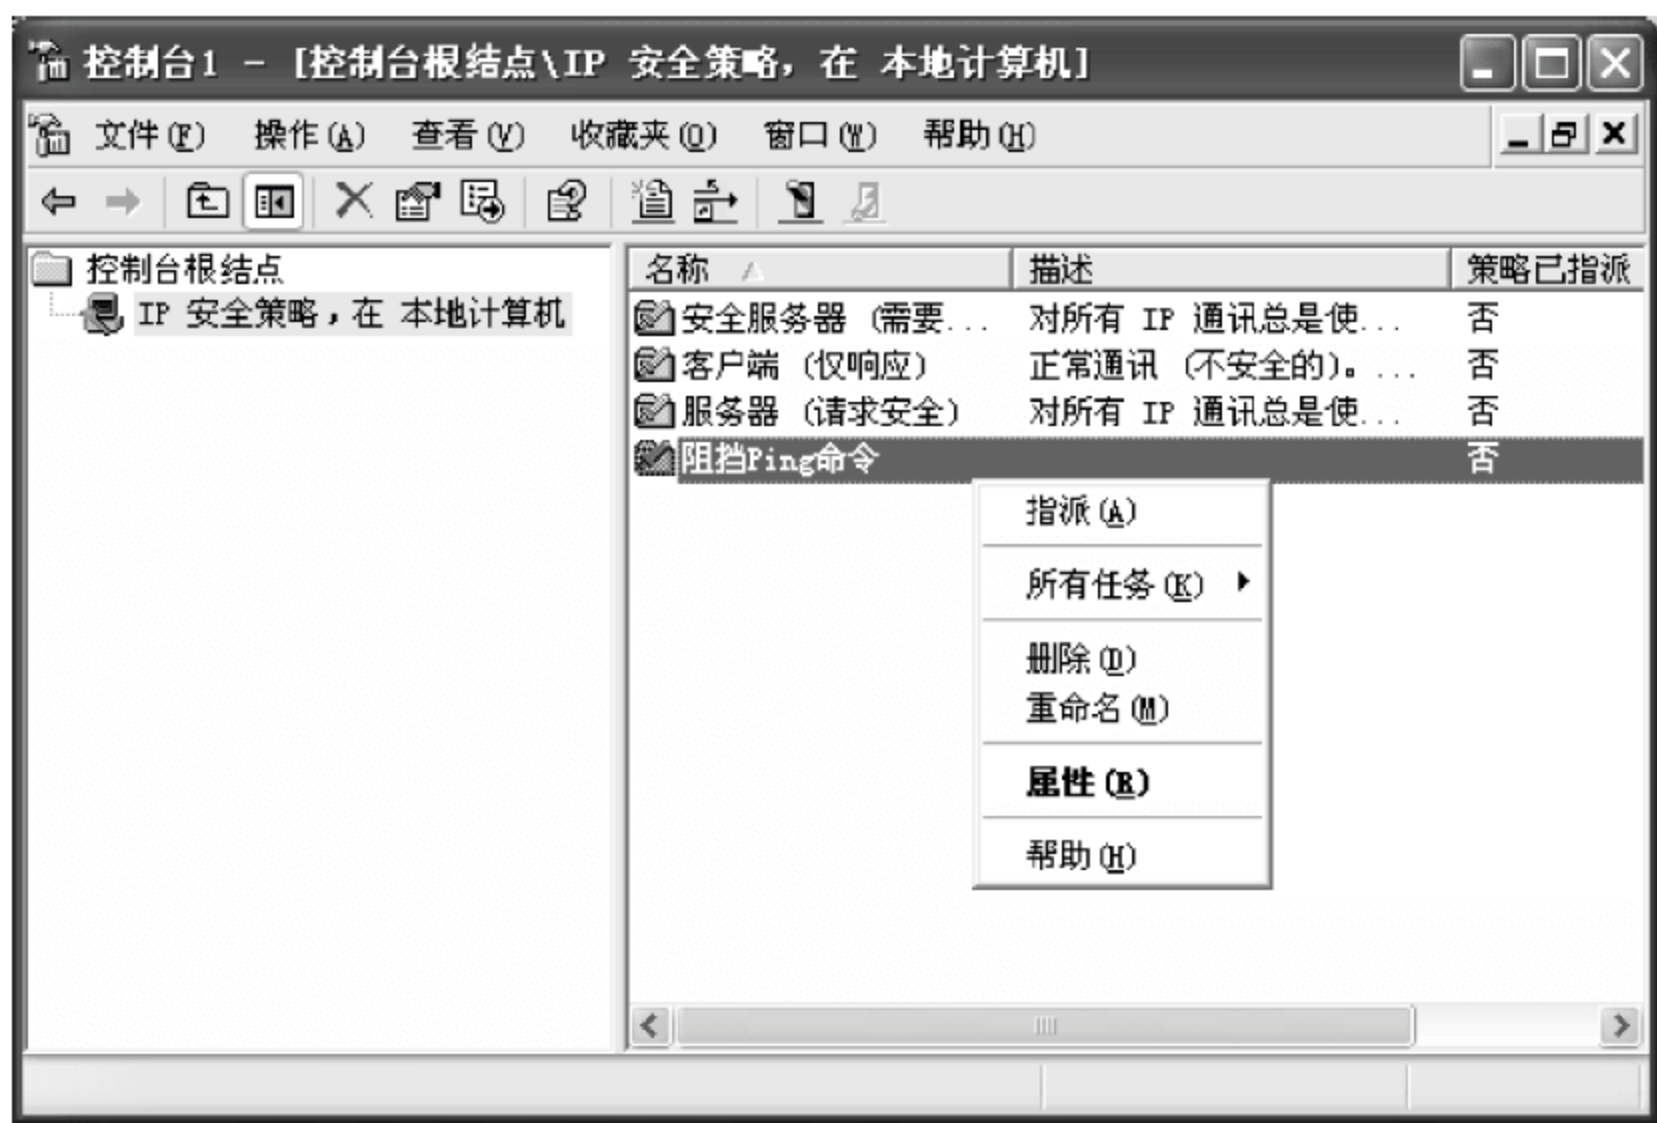 控制台1 - [控制台根结点\IP 安全策略，在 本地计算机]
文件(F) 操作(A) 查看(V) 收藏夹(O) 窗口(W) 帮助(H)
控制台根结点
IP 安全策略，在 本地计算机
名称 描述 策略已指派
安全服务器 (需要... 对所有 IP 通讯总是使... 否
客户端 (仅响应) 正常通讯 (不安全的)。... 否
服务器 (请求安全) 对所有 IP 通讯总是使... 否
阻挡Ping命令 否
指派(A)
所有任务(K)
删除(D)
重命名(M)
属性(R)
帮助(H)